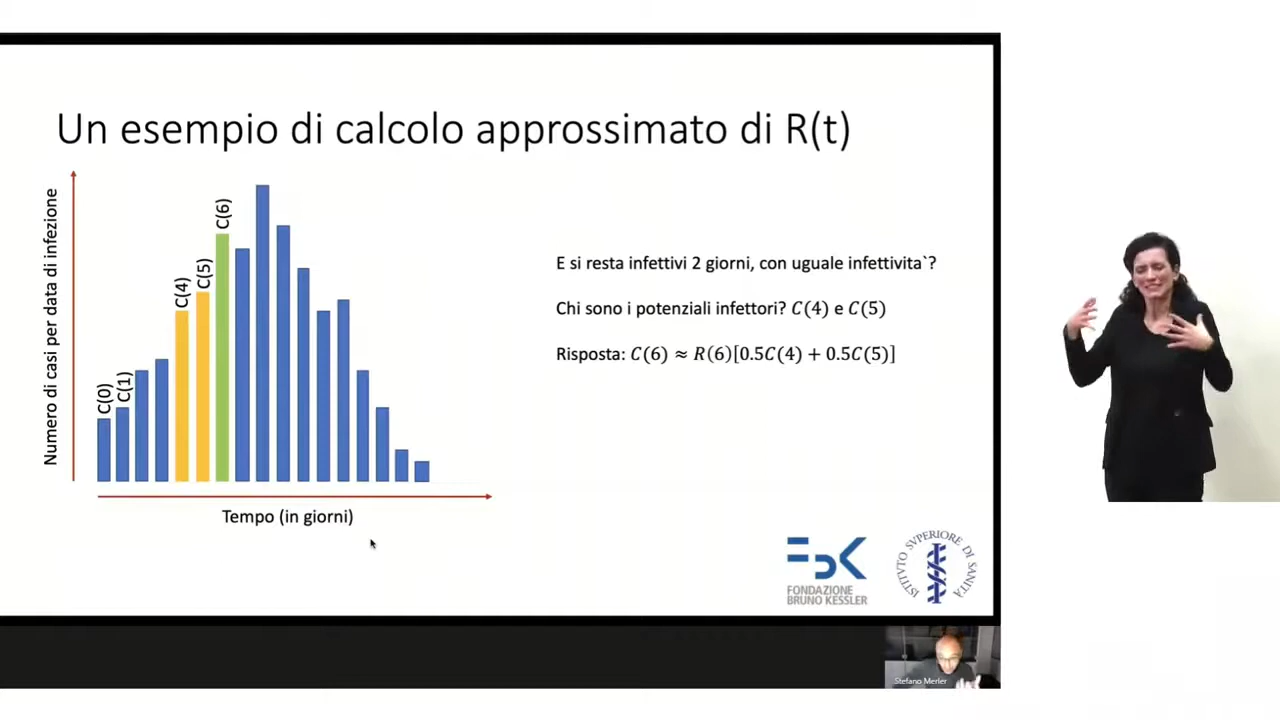 Un esempio di calcolo approssimato di R(t)
Numero di casi per data di infezione
C(0)
C(1)
C(4)
C(5)
C(6)
Tempo (in giorni)
E si resta infettivi 2 giorni, con uguale infettivita`?
Chi sono i potenziali infettori? C(4) e C(5)
Risposta: C(6) ≈ R(6)[0.5C(4) + 0.5C(5)]
FBK
FONDAZIONE
BRUNO KESSLER
ISTITVTO SVPERIORE DI SANITÀ
Stefano Merler